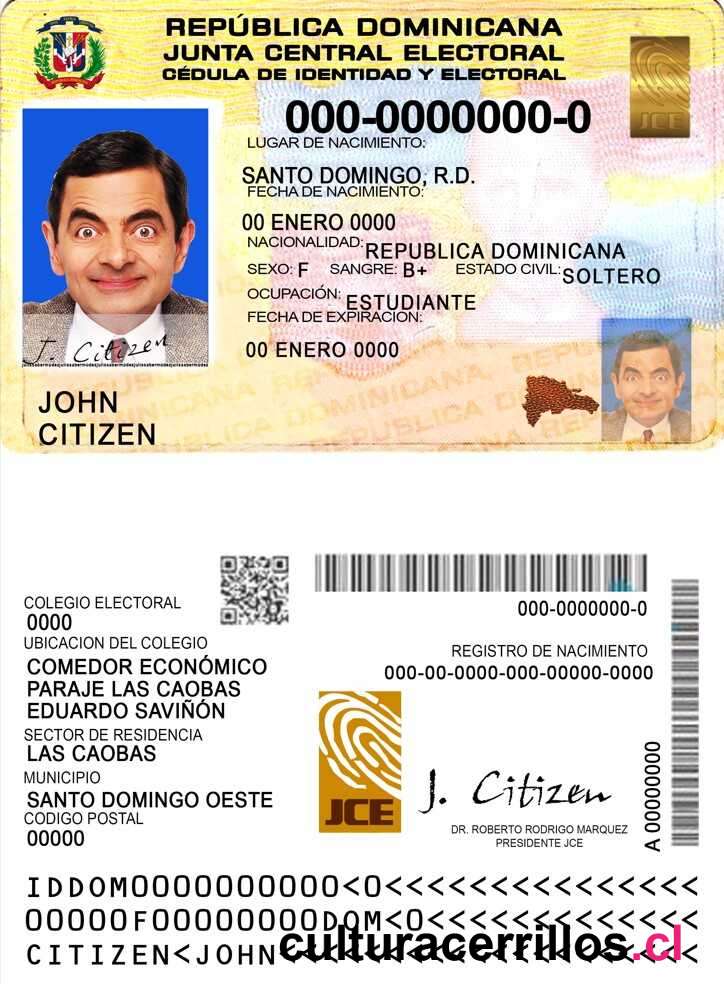 REPÚBLICA DOMINICANA
JUNTA CENTRAL ELECTORAL
CÉDULA DE IDENTIDAD Y ELECTORAL
000-0000000-0
LUGAR DE NACIMIENTO:
SANTO DOMINGO, R.D.
FECHA DE NACIMIENTO:
00 ENERO 0000
NACIONALIDAD: REPUBLICA DOMINICANA
SEXO: F SANGRE: B+ ESTADO CIVIL: SOLTERO
OCUPACIÓN: ESTUDIANTE
FECHA DE EXPIRACION:
00 ENERO 0000
JCE
J. Citizen
JOHN
CITIZEN
REPUBLICA DOMINICANA
COLEGIO ELECTORAL
0000
UBICACION DEL COLEGIO
COMEDOR ECONÓMICO
PARAJE LAS CAOBAS
EDUARDO SAVIÑÓN
SECTOR DE RESIDENCIA
LAS CAOBAS
MUNICIPIO
SANTO DOMINGO OESTE
CODIGO POSTAL
00000
000-0000000-0
REGISTRO DE NACIMIENTO
000-00-0000-000-00000-0000
JCE
J. Citizen
DR. ROBERTO RODRIGO MARQUEZ
PRESIDENTE JCE
A 00000000
IDDOM0000000000<0<<<<<<<<<<<<<<<
00000F00000000DOM<0<<<<<<<<<<<
CITIZEN<JOHN<<<<<<<<<<<<<<<<
culturacerrillos.cl